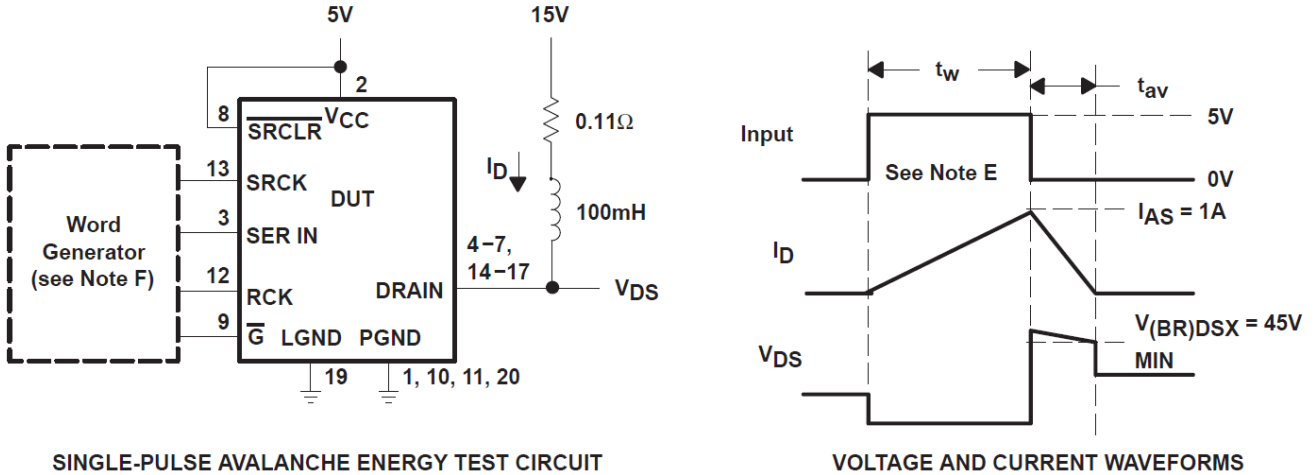 5V
15V
2
8
SRCLR
VCC
0.11Ω
13
SRCK
ID
DUT
Word
Generator
(see Note F)
3
SER IN
100mH
4–7,
14–17
12
RCK
DRAIN
VDS
9
G
LGND
PGND
19
1, 10, 11, 20
SINGLE-PULSE AVALANCHE ENERGY TEST CIRCUIT
tw
tav
Input
5V
See Note E
0V
IAS = 1A
ID
V(BR)DSX = 45V
VDS
MIN
VOLTAGE AND CURRENT WAVEFORMS